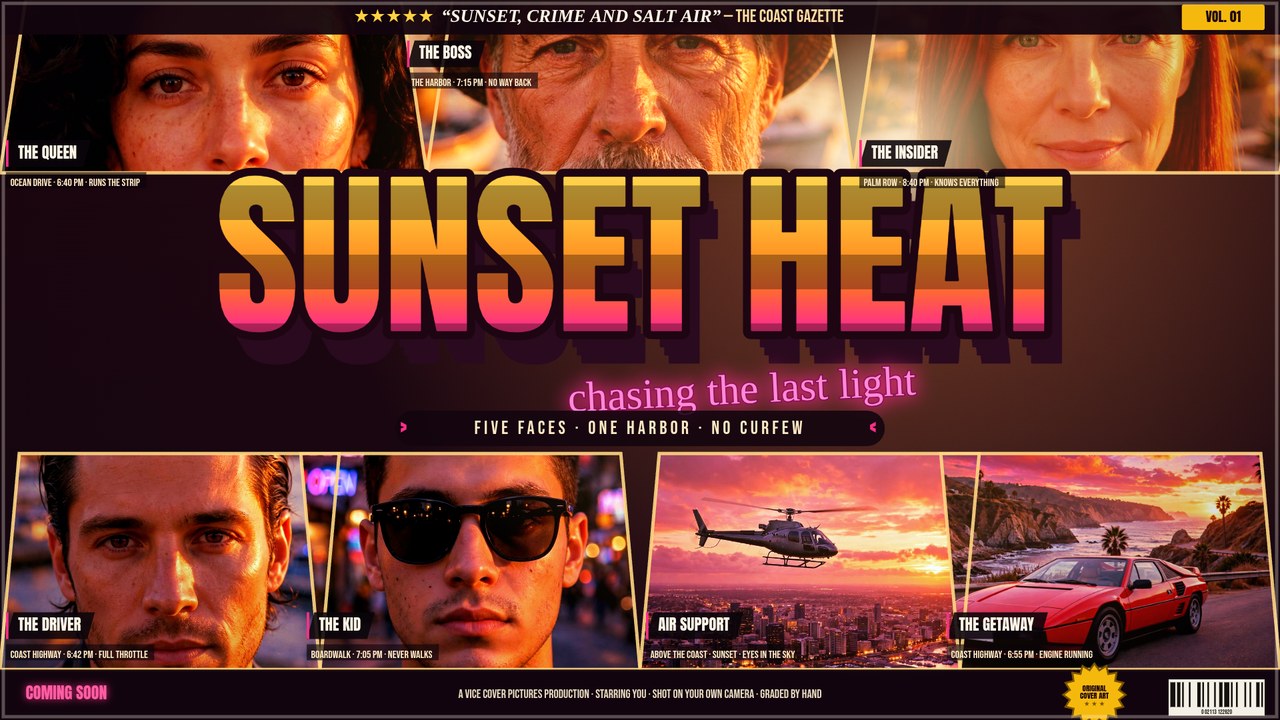 ★★★★★ “SUNSET, CRIME AND SALT AIR” — THE COAST GAZETTE
VOL. 01
THE BOSS
THE HARBOR · 7:15 PM · NO WAY BACK
THE QUEEN
OCEAN DRIVE · 6:40 PM · RUNS THE STRIP
THE INSIDER
PALM ROW · 8:40 PM · KNOWS EVERYTHING
SUNSET HEAT
chasing the last light
FIVE FACES · ONE HARBOR · NO CURFEW
OPEN
THE DRIVER
COAST HIGHWAY · 6:42 PM · FULL THROTTLE
THE KID
BOARDWALK · 7:05 PM · NEVER WALKS
AIR SUPPORT
ABOVE THE COAST · SUNSET · EYES IN THE SKY
THE GETAWAY
COAST HIGHWAY · 6:55 PM · ENGINE RUNNING
COMING SOON
A VICE COVER PICTURES PRODUCTION · STARRING YOU · SHOT ON YOUR OWN CAMERA · GRADED BY HAND
ORIGINAL
COVER ART
★ ★ ★